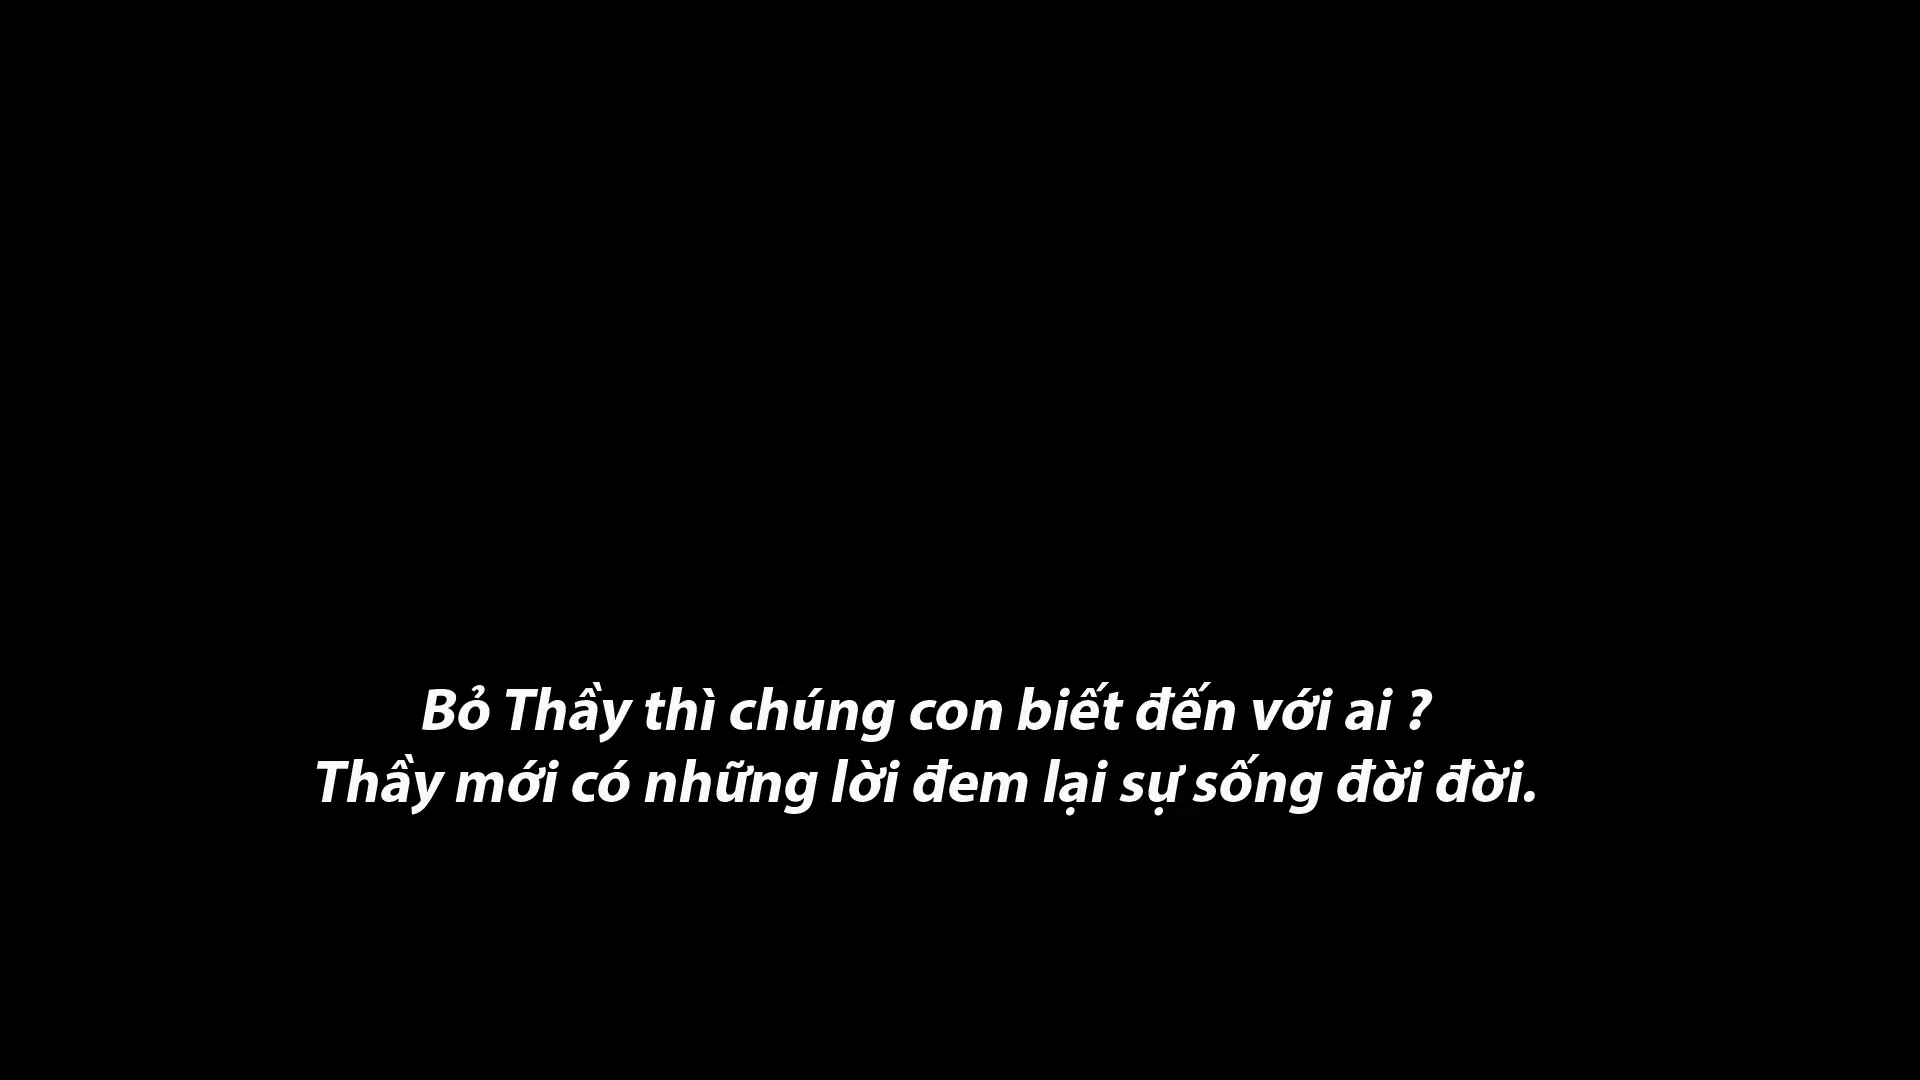 Bỏ Thầy thì chúng con biết đến với ai ?
Thầy mới có những lời đem lại sự sống đời đời.